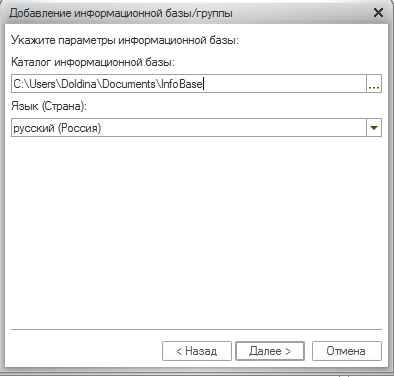 Добавление информационной базы/группы
Укажите параметры информационной базы:
Каталог информационной базы:
C:\Users\Doldina\Documents\InfoBase
...
Язык (Страна):
русский (Россия)
< Назад
Далее >
Отмена